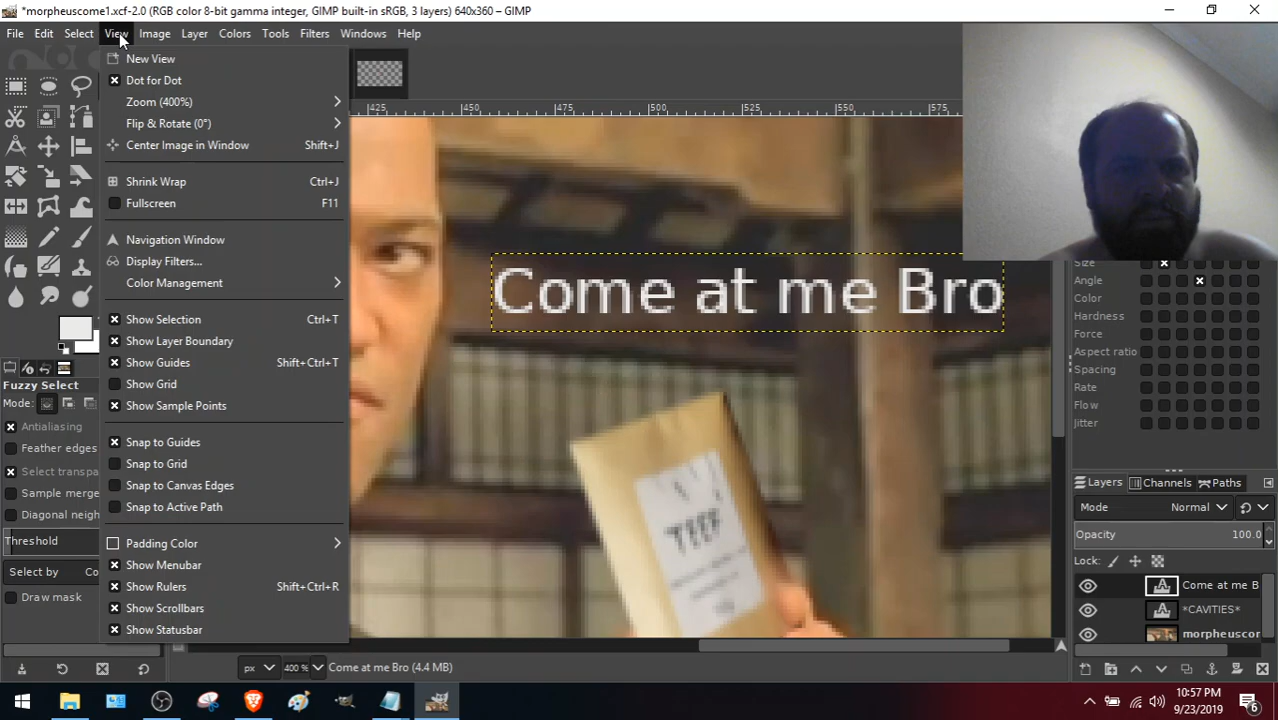 *morpheuscome1.xcf-2.0 (RGB color 8-bit gamma integer, GIMP built-in sRGB, 3 layers) 640x360 – GIMP
File Edit Select View Image Layer Colors Tools Filters Windows Help
New View
Dot for Dot
Zoom (400%)
Flip & Rotate (0°)
Center Image in Window Shift+J
Shrink Wrap Ctrl+J
Fullscreen F11
Navigation Window
Display Filters...
Color Management
Show Selection Ctrl+T
Show Layer Boundary
Show Guides Shift+Ctrl+T
Show Grid
Show Sample Points
Snap to Guides
Snap to Grid
Snap to Canvas Edges
Snap to Active Path
Padding Color
Show Menubar
Show Rulers Shift+Ctrl+R
Show Scrollbars
Show Statusbar
425 450 475 500 525 550 575
Come at me Bro
TEEF
Fuzzy Select
Mode:
Antialiasing
Feather edges
Select transpa
Sample merge
Diagonal neigh
Threshold
Select by Co
Draw mask
Size
Angle
Color
Hardness
Force
Aspect ratio
Spacing
Rate
Flow
Jitter
Layers Channels Paths
Mode Normal
Opacity 100.0
Lock:
Come at me B
*CAVITIES*
morpheuscor
px 400 % Come at me Bro (4.4 MB)
10:57 PM
9/23/2019
6